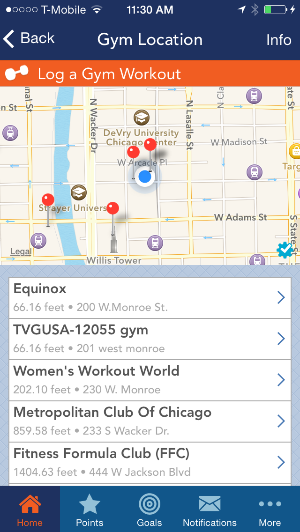 T-Mobile 11:30 AM
Back Gym Location Info
Log a Gym Workout
N Wacker Dr
N Lasalle St
DeVry University
Chicago Center
W Madison St
W Arcade Pl
Strayer University
W Adams St
S State St
Willis Tower
Legal
Equinox
66.16 feet • 200 W.Monroe St.
TVGUSA-12055 gym
66.16 feet • 201 west monroe
Women's Workout World
202.10 feet • 230 W. Monroe
Metropolitan Club Of Chicago
859.58 feet • 233 S Wacker Dr.
Fitness Formula Club (FFC)
1404.63 feet • 444 W Jackson Blvd
Home Points Goals Notifications More